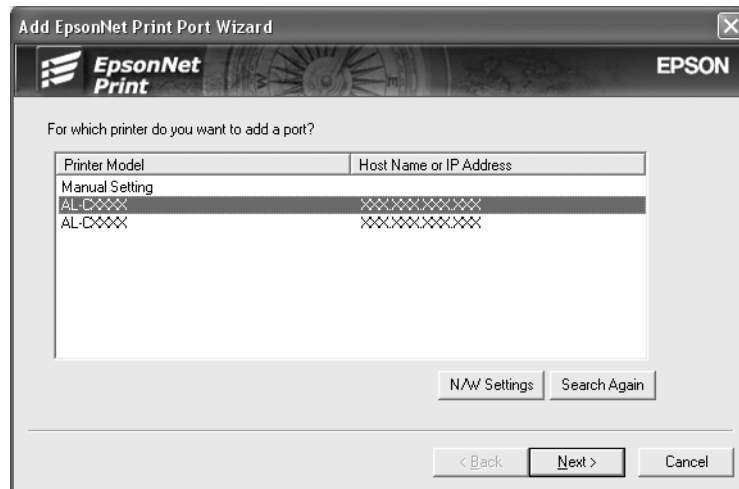 Add EpsonNet Print Port Wizard
EpsonNet
Print
EPSON
For which printer do you want to add a port?
Printer Model Host Name or IP Address
Manual Setting
AL-CXXXX XXX.XXX.XXX.XXX
AL-CXXXX XXX.XXX.XXX.XXX
N/W Settings Search Again
< Back Next > Cancel